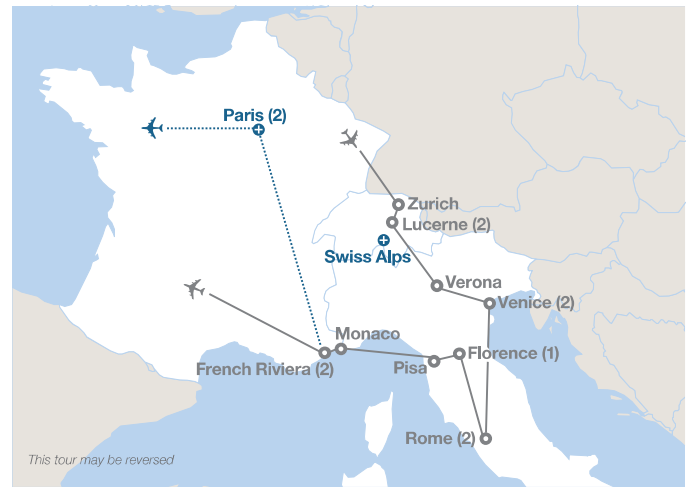 Paris (2)
Zurich
Lucerne (2)
Swiss Alps
Verona
Venice (2)
Monaco
French Riviera (2)
Pisa
Florence (1)
Rome (2)
This tour may be reversed